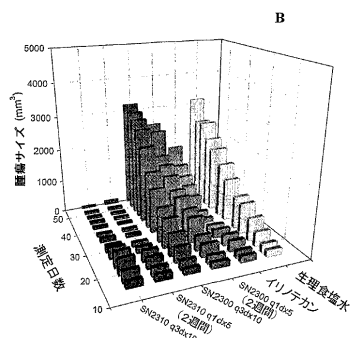 B
腫瘍サイズ (mm³)
5000
4000
3000
2000
1000
0
50
40
30
20
10
測定日数
SN2310 q3dx10
SN2310 q1dx5
(2週間)
SN2300 q3dx10
SN2300 q1dx5
(2週間)
イリノテカン
生理食塩水